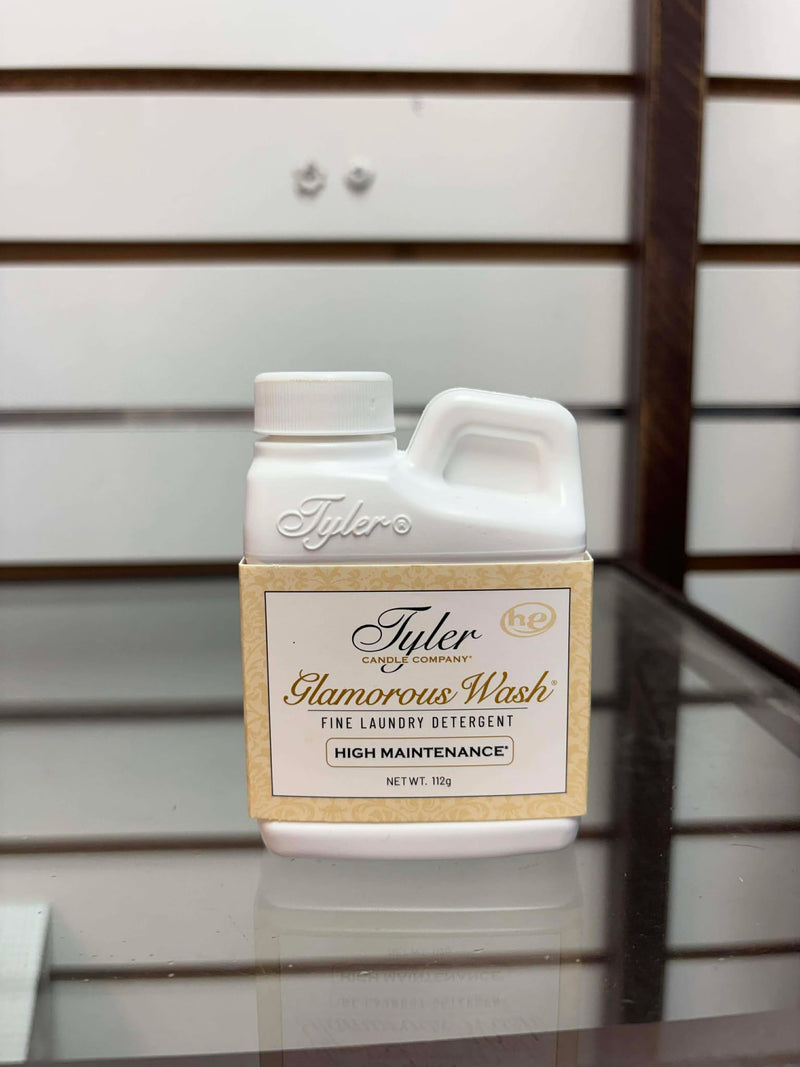 Tyler®
Tyler
he
CANDLE COMPANY®
Glamorous Wash®
FINE LAUNDRY DETERGENT
HIGH MAINTENANCE®
NET WT. 112g